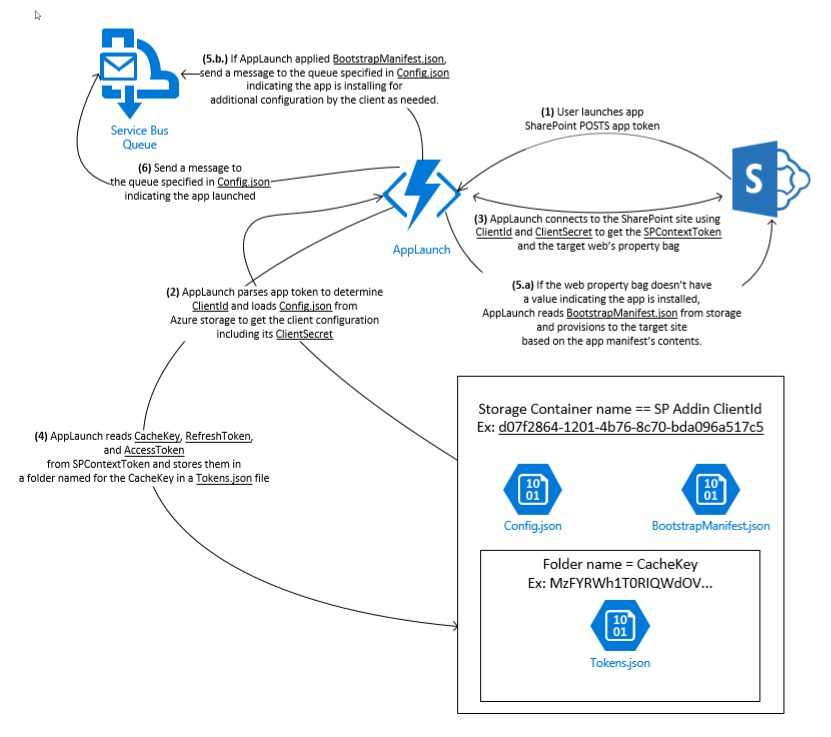 (5.b.) If AppLaunch applied BootstrapManifest.json,
send a message to the queue specified in Config.json
indicating the app is installing for
additional configuration by the client as needed.
(1) User launches app
SharePoint POSTS app token
Service Bus
Queue
S
(6) Send a message to
the queue specified in Config.json
indicating the app launched
(3) AppLaunch connects to the SharePoint site using
ClientId and ClientSecret to get the SPContextToken
and the target web's property bag
AppLaunch
(2) AppLaunch parses app token to determine
ClientId and loads Config.json from
Azure storage to get the client configuration
including its ClientSecret
(5.a) If the web property bag doesn't have
a value indicating the app is installed,
AppLaunch reads BootstrapManifest.json from storage
and provisions to the target site
based on the app manifest's contents.
(4) AppLaunch reads CacheKey, RefreshToken,
and AccessToken
from SPContextToken and stores them in
a folder named for the CacheKey in a Tokens.json file
Storage Container name == SP Addin ClientId
Ex: d07f2864-1201-4b76-8c70-bda096a517c5
10
01
Config.json
10
01
BootstrapManifest.json
Folder name = CacheKey
Ex: MzFYRWh1T0RIQWdOV...
10
01
Tokens.json